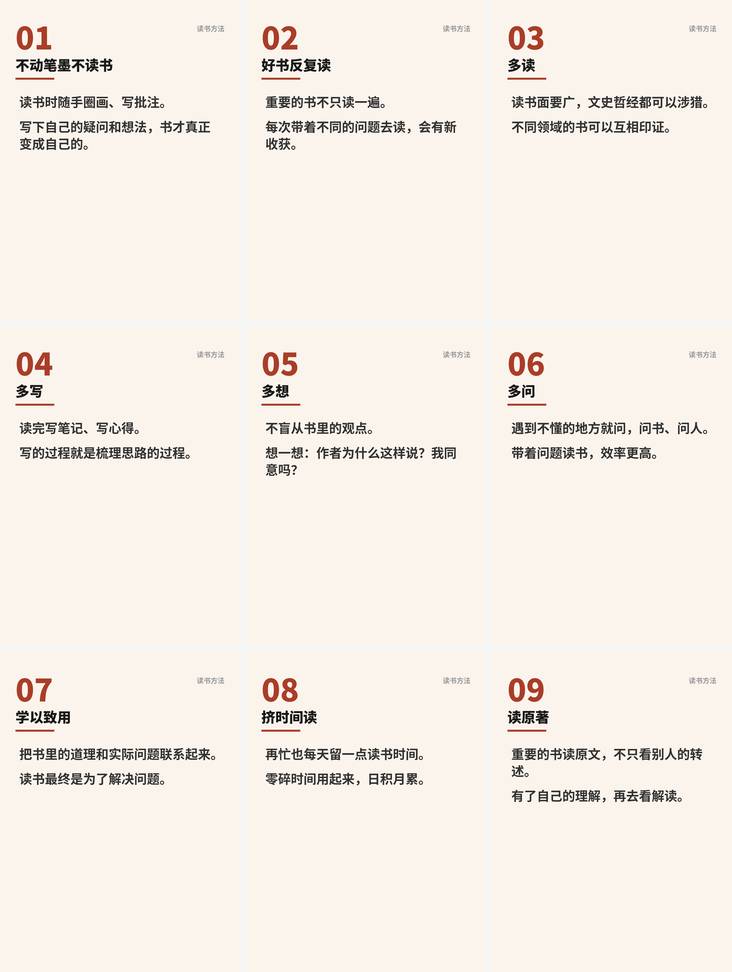 01
读书方法
不动笔墨不读书
读书时随手圈画、写批注。
写下自己的疑问和想法，书才真正
变成自己的。
02
读书方法
好书反复读
重要的书不只读一遍。
每次带着不同的问题去读，会有新
收获。
03
读书方法
多读
读书面要广，文史哲经都可以涉猎。
不同领域的书可以互相印证。
04
读书方法
多写
读完写笔记、写心得。
写的过程就是梳理思路的过程。
05
读书方法
多想
不盲从书里的观点。
想一想：作者为什么这样说？我同
意吗？
06
读书方法
多问
遇到不懂的地方就问，问书、问人。
带着问题读书，效率更高。
07
读书方法
学以致用
把书里的道理和实际问题联系起来。
读书最终是为了解决问题。
08
读书方法
挤时间读
再忙也每天留一点读书时间。
零碎时间用起来，日积月累。
09
读书方法
读原著
重要的书读原文，不只看别人的转
述。
有了自己的理解，再去看解读。